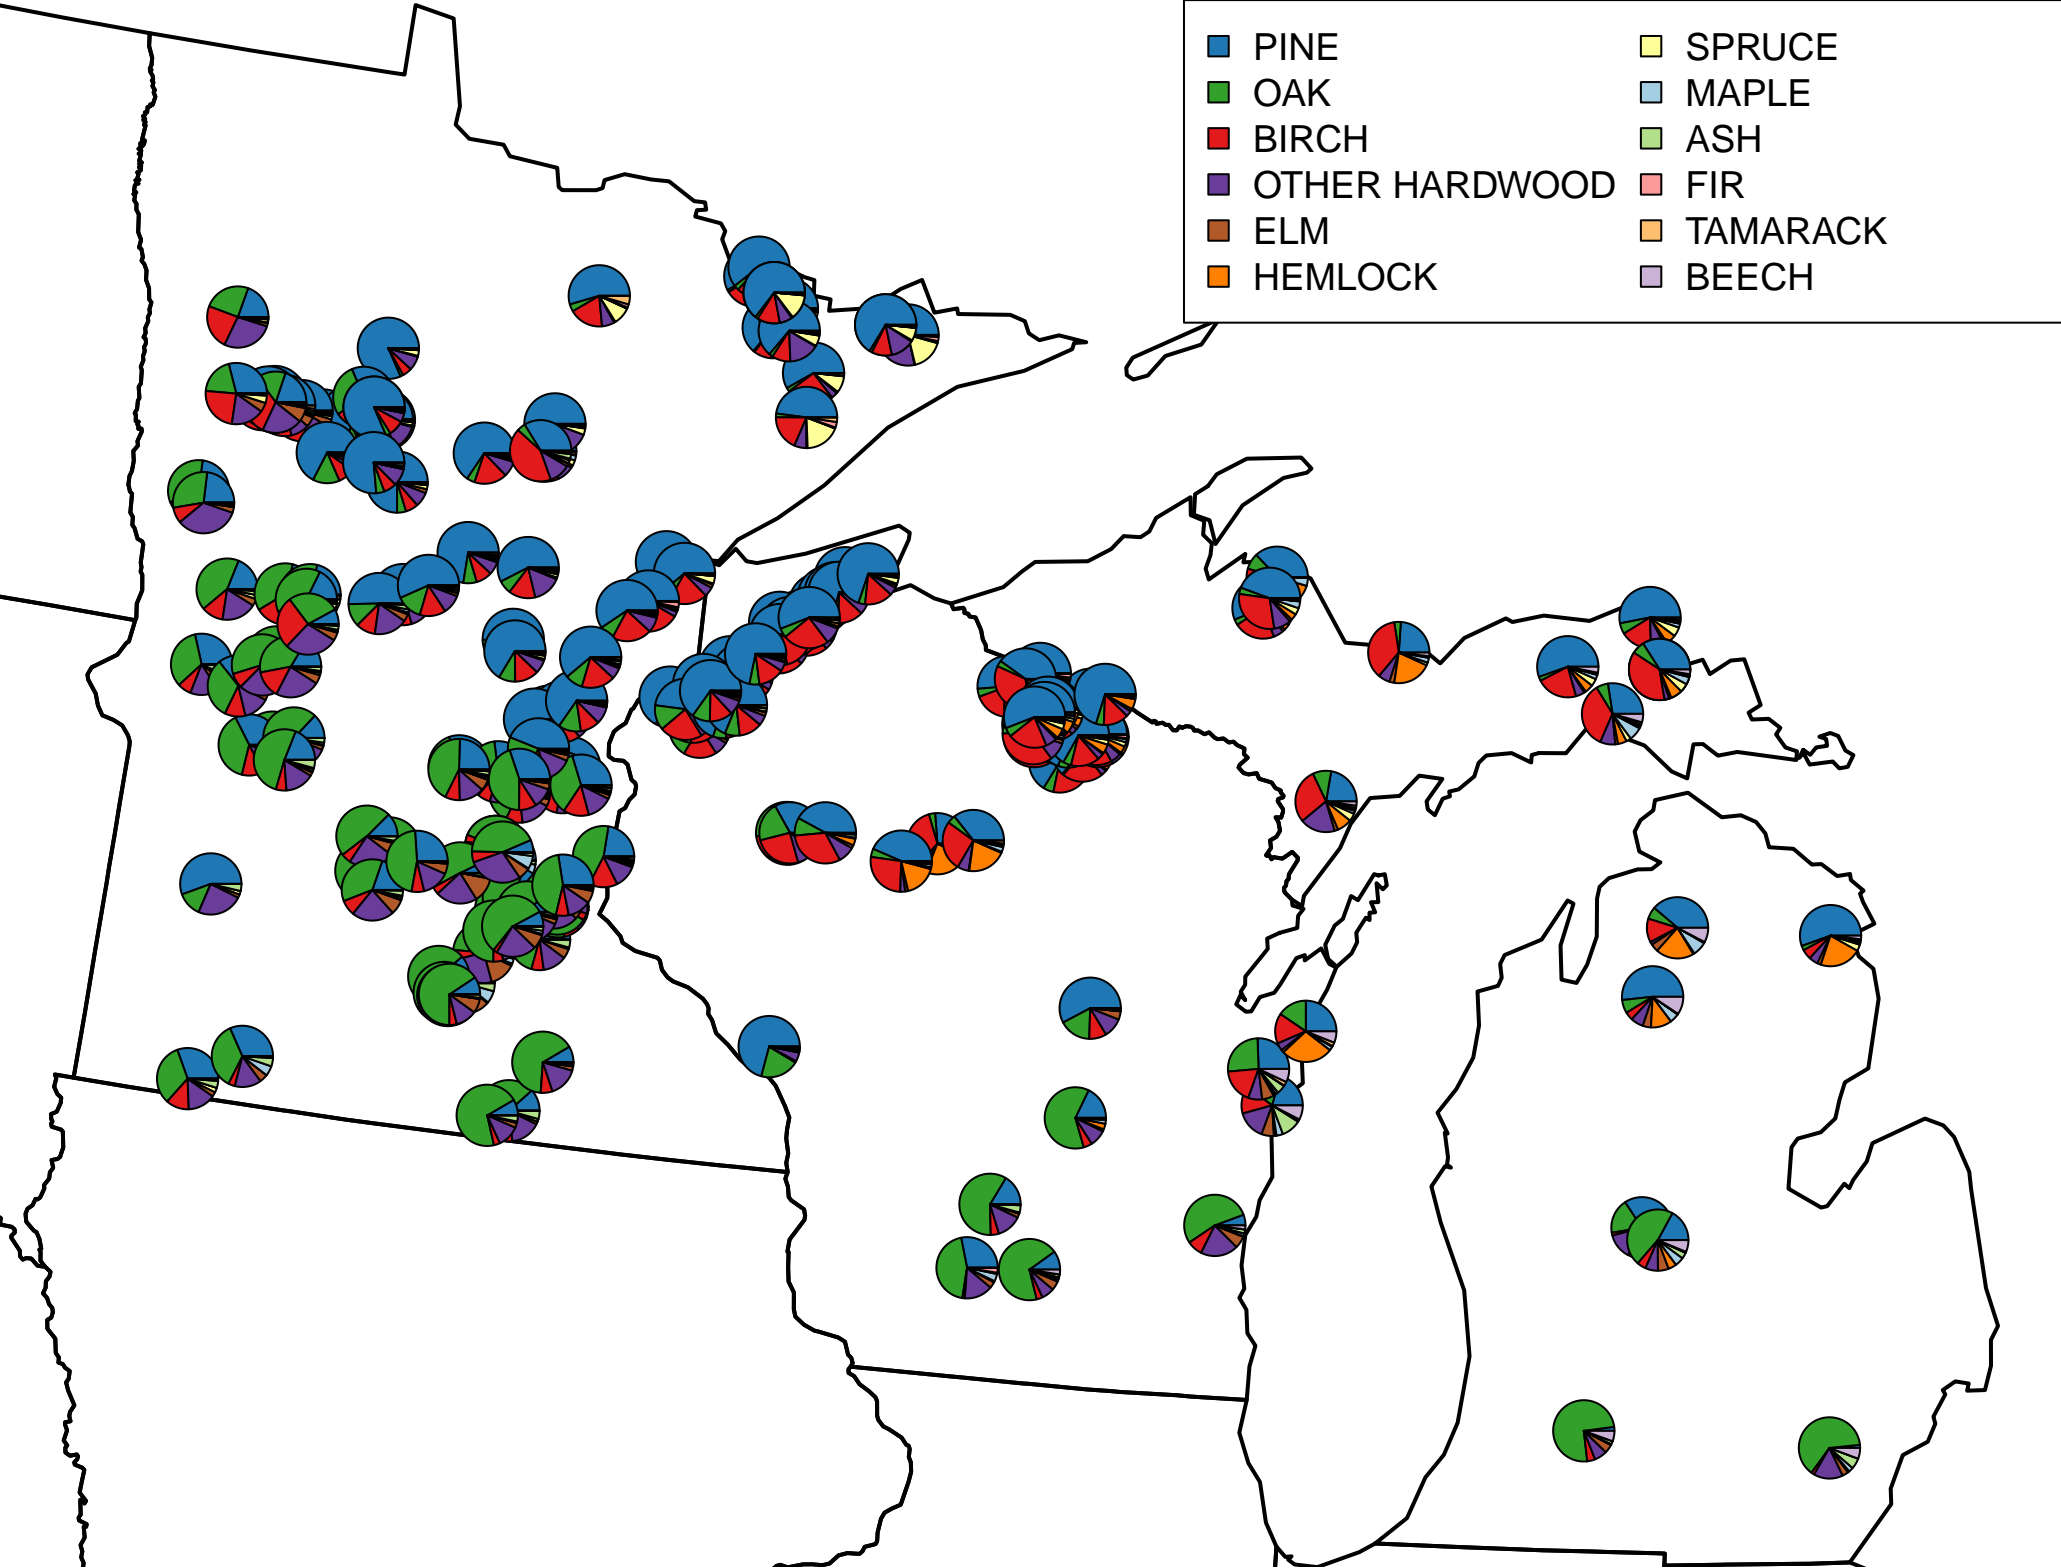 PINE
OAK
BIRCH
OTHER HARDWOOD
ELM
HEMLOCK
SPRUCE
MAPLE
ASH
FIR
TAMARACK
BEECH